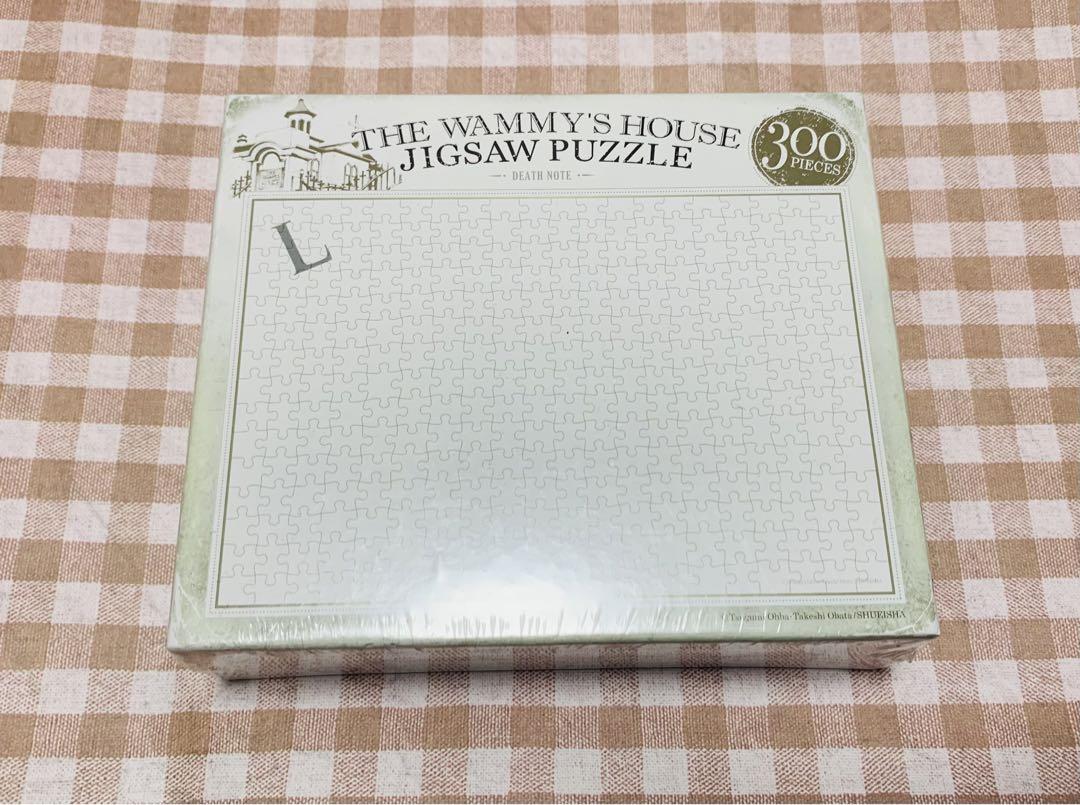 THE WAMMY'S HOUSE
JIGSAW PUZZLE
DEATH NOTE
300
PIECES
L
Tsugumi Ohba·Takeshi Obata/SHUEISHA